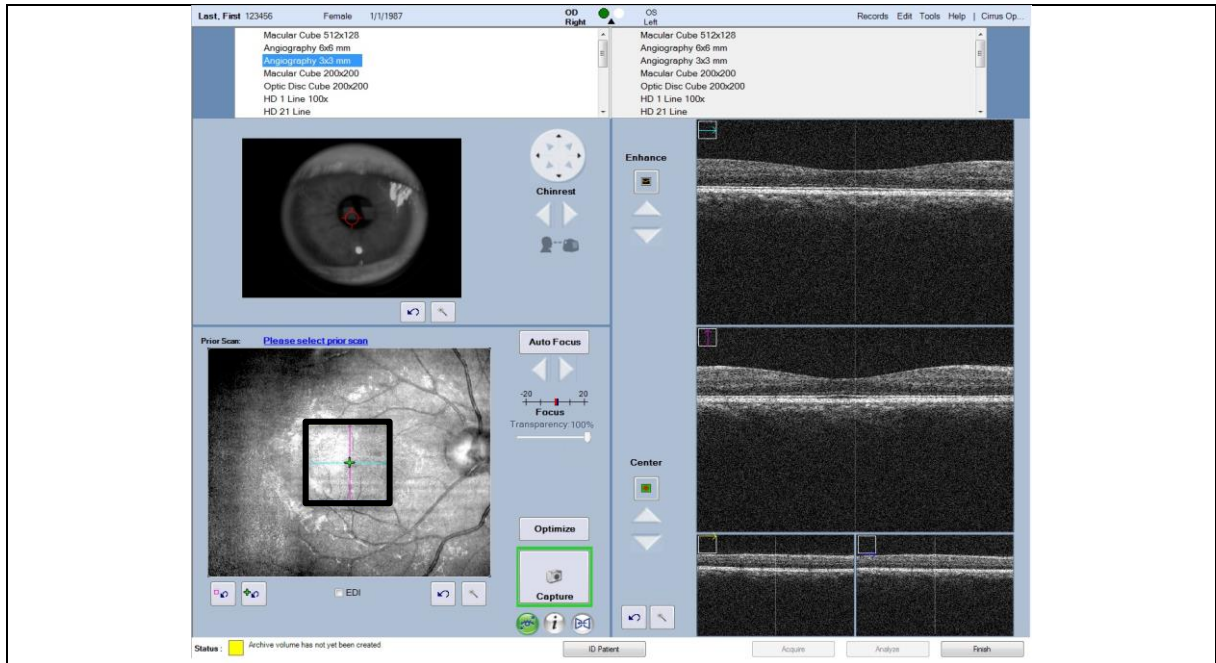 Last, First 123456 Female 1/1/1987 OD Right OS Left Records Edit Tools Help | Cirrus Op...
Macular Cube 512x128
Angiography 6x6 mm
Angiography 3x3 mm
Macular Cube 200x200
Optic Disc Cube 200x200
HD 1 Line 100x
HD 21 Line
Macular Cube 512x128
Angiography 6x6 mm
Angiography 3x3 mm
Macular Cube 200x200
Optic Disc Cube 200x200
HD 1 Line 100x
HD 21 Line
Chinrest
Enhance
Prior Scan: Please select prior scan
Auto Focus
-20 20
Focus
Transparency: 100%
Center
Optimize
Capture
EDI
Status : Archive volume has not yet been created
ID Patient
Acquire
Analyze
Finish